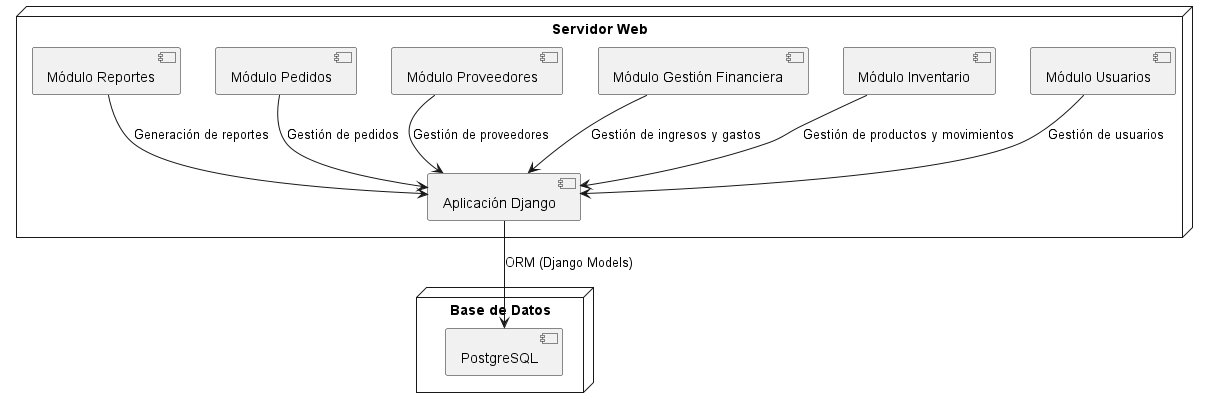 Servidor Web
Módulo Reportes
Módulo Pedidos
Módulo Proveedores
Módulo Gestión Financiera
Módulo Inventario
Módulo Usuarios
Generación de reportes
Gestión de pedidos
Gestión de proveedores
Gestión de ingresos y gastos
Gestión de productos y movimientos
Gestión de usuarios
Aplicación Django
ORM (Django Models)
Base de Datos
PostgreSQL